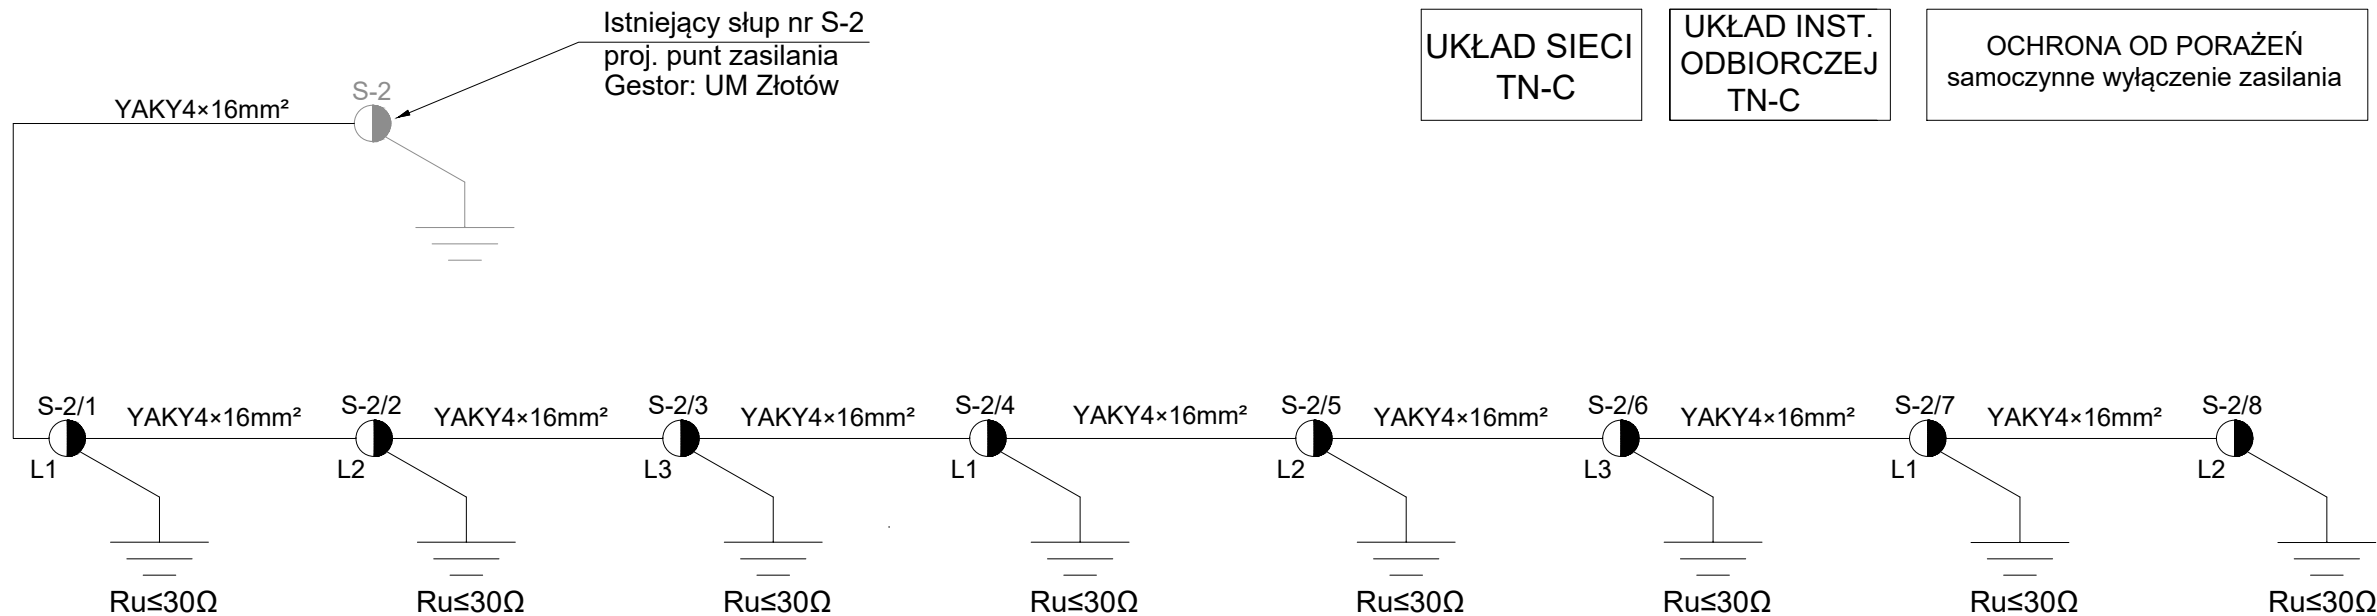 Istniejący słup nr S-2
proj. punt zasilania
Gestor: UM Złotów
UKŁAD SIECI
TN-C
UKŁAD INST.
ODBIORCZEJ
TN-C
OCHRONA OD PORAŻEŃ
samoczynne wyłączenie zasilania
YAKY4×16mm²
S-2
S-2/1
YAKY4×16mm²
S-2/2
YAKY4×16mm²
S-2/3
YAKY4×16mm²
S-2/4
YAKY4×16mm²
S-2/5
YAKY4×16mm²
S-2/6
YAKY4×16mm²
S-2/7
YAKY4×16mm²
S-2/8
L1
L2
L3
L1
L2
L3
L1
L2
Ru≤30Ω
Ru≤30Ω
Ru≤30Ω
Ru≤30Ω
Ru≤30Ω
Ru≤30Ω
Ru≤30Ω
Ru≤30Ω